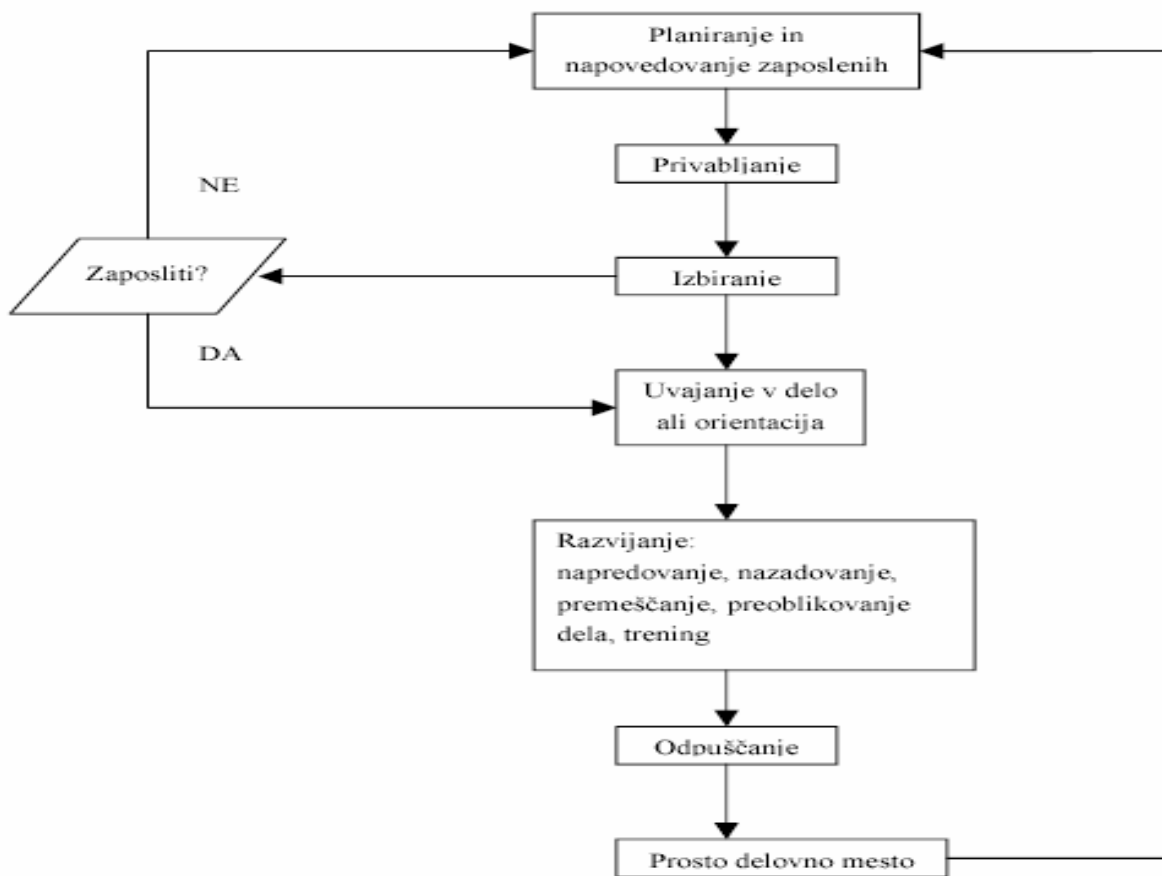 Planiranje in
napovedovanje zaposlenih
Privabljanje
NE
Zaposliti?
Izbiranje
DA
Uvajanje v delo
ali orientacija
Razvijanje:
napredovanje, nazadovanje,
premeščanje, preoblikovanje
dela, trening
Odpuščanje
Prosto delovno mesto